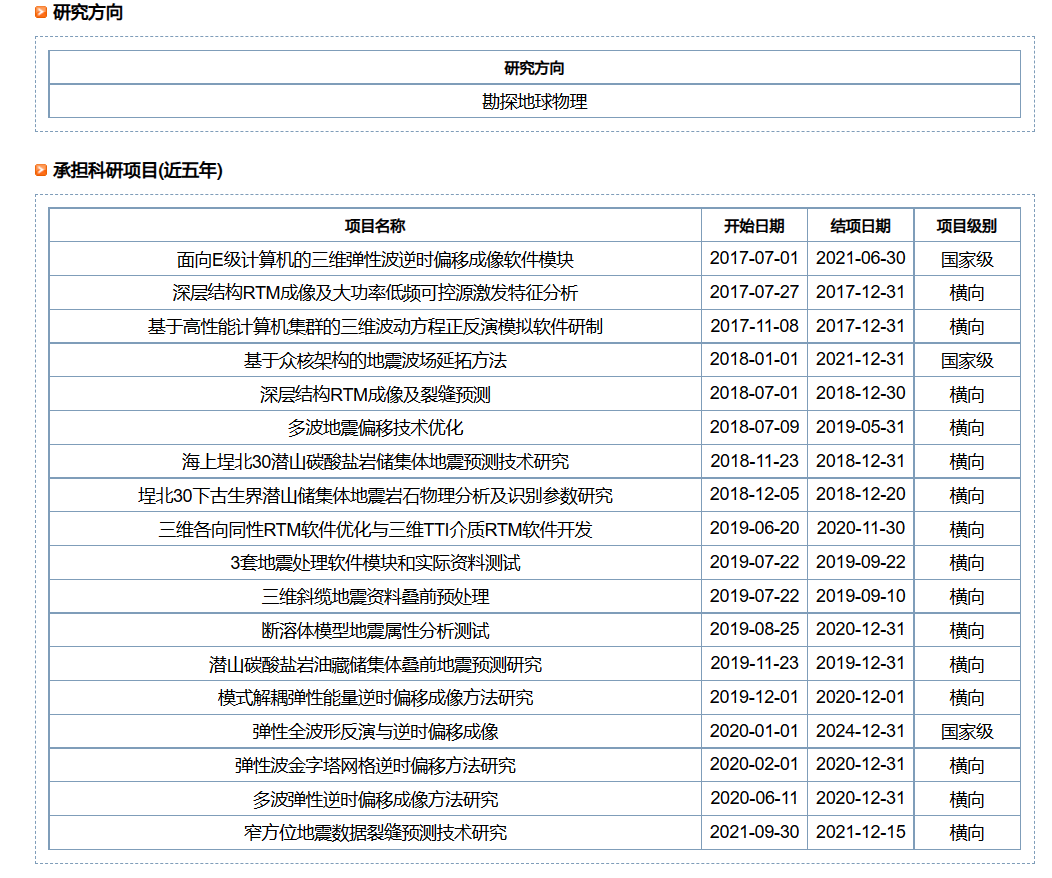 研究方向
研究方向
勘探地球物理
承担科研项目(近五年)
项目名称 开始日期 结项日期 项目级别
面向E级计算机的三维弹性波逆时偏移成像软件模块 2017-07-01 2021-06-30 国家级
深层结构RTM成像及大功率低频可控源激发特征分析 2017-07-27 2017-12-31 横向
基于高性能计算机集群的三维波动方程正反演模拟软件研制 2017-11-08 2017-12-31 横向
基于众核架构的地震波场延拓方法 2018-01-01 2021-12-31 国家级
深层结构RTM成像及裂缝预测 2018-07-01 2018-12-30 横向
多波地震偏移技术优化 2018-07-09 2019-05-31 横向
海上埕北30潜山碳酸盐岩储集体地震预测技术研究 2018-11-23 2018-12-31 横向
埕北30下古生界潜山储集体地震岩石物理分析及识别参数研究 2018-12-05 2018-12-20 横向
三维各向同性RTM软件优化与三维TTI介质RTM软件开发 2019-06-20 2020-11-30 横向
3套地震处理软件模块和实际资料测试 2019-07-22 2019-09-22 横向
三维斜缆地震资料叠前预处理 2019-07-22 2019-09-10 横向
断溶体模型地震属性分析测试 2019-08-25 2020-12-31 横向
潜山碳酸盐岩油藏储集体叠前地震预测研究 2019-11-23 2019-12-31 横向
模式解耦弹性能量逆时偏移成像方法研究 2019-12-01 2020-12-01 横向
弹性全波形反演与逆时偏移成像 2020-01-01 2024-12-31 国家级
弹性波金字塔网格逆时偏移方法研究 2020-02-01 2020-12-31 横向
多波弹性逆时偏移成像方法研究 2020-06-11 2020-12-31 横向
窄方位地震数据裂缝预测技术研究 2021-09-30 2021-12-15 横向